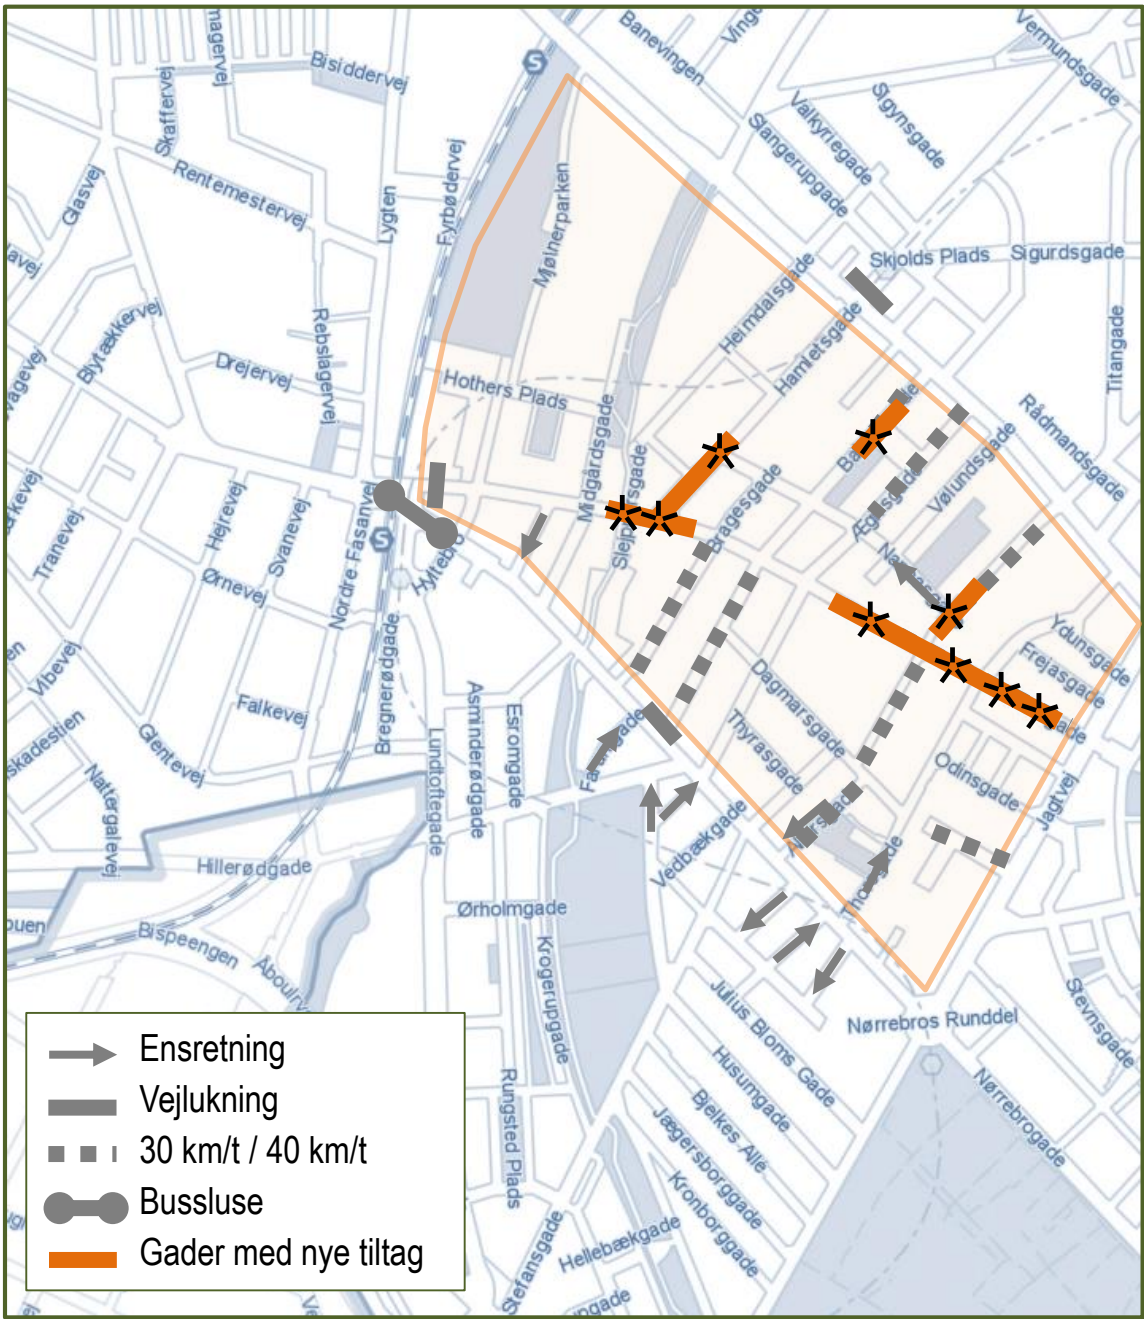 Banevingen
Vermundsgade
Bisiddervej
S
Skaffervej
Valkyriegade
Sigynsgade
Slangerupgade
Rentemestervej
Glasvej
Lygten
Fyrbødervej
Mjølnerparken
Skjolds Plads
Sigurdsgade
Heimdalsgade
Hamletsgade
Titangade
Blytækkervej
Rebslagervej
Drejervej
Hothers Plads
Rådmandsgade
Midgårdsgade
Bragesgade
Vølundsgade
Tranevej
Hejrevej
Svanevej
Nordre Fasanvej
S
Ørnevej
Ydunsgade
Frejasgade
Vibevej
Falkevej
Glentevej
Nattergalevej
Bregnerødgade
Lundtoftegade
Asminderødgade
Esromgade
Dagmarsgade
Thyrasgade
Odinsgade
Jagtvej
Vedbækgade
Hillerødgade
Bispeengen
Ørholmgade
Krogerupgade
Julius Bloms Gade
Nørrebros Runddel
Stevnsgade
Husumgade
Bjelkes Allé
Jægersborggade
Kronborggade
Nørrebrogade
Rungsted Plads
Stefansgade
Hellebækgade
Ensretning
Vejlukning
30 km/t / 40 km/t
Bussluse
Gader med nye tiltag